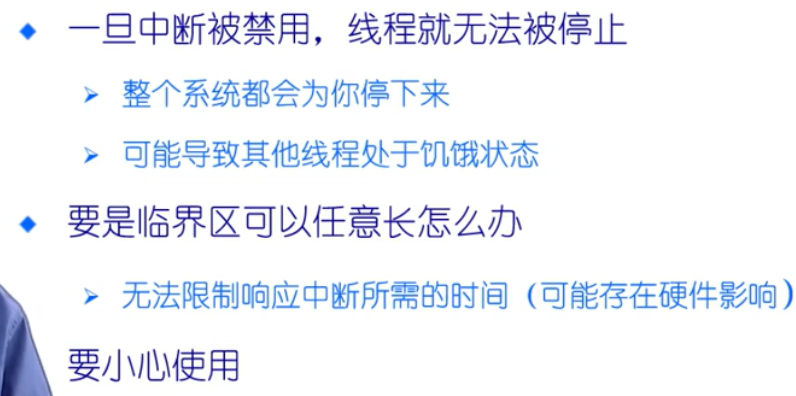 一旦中断被禁用，线程就无法被停止
整个系统都会为你停下来
可能导致其他线程处于饥饿状态
要是临界区可以任意长怎么办
无法限制响应中断所需的时间（可能存在硬件影响）
要小心使用